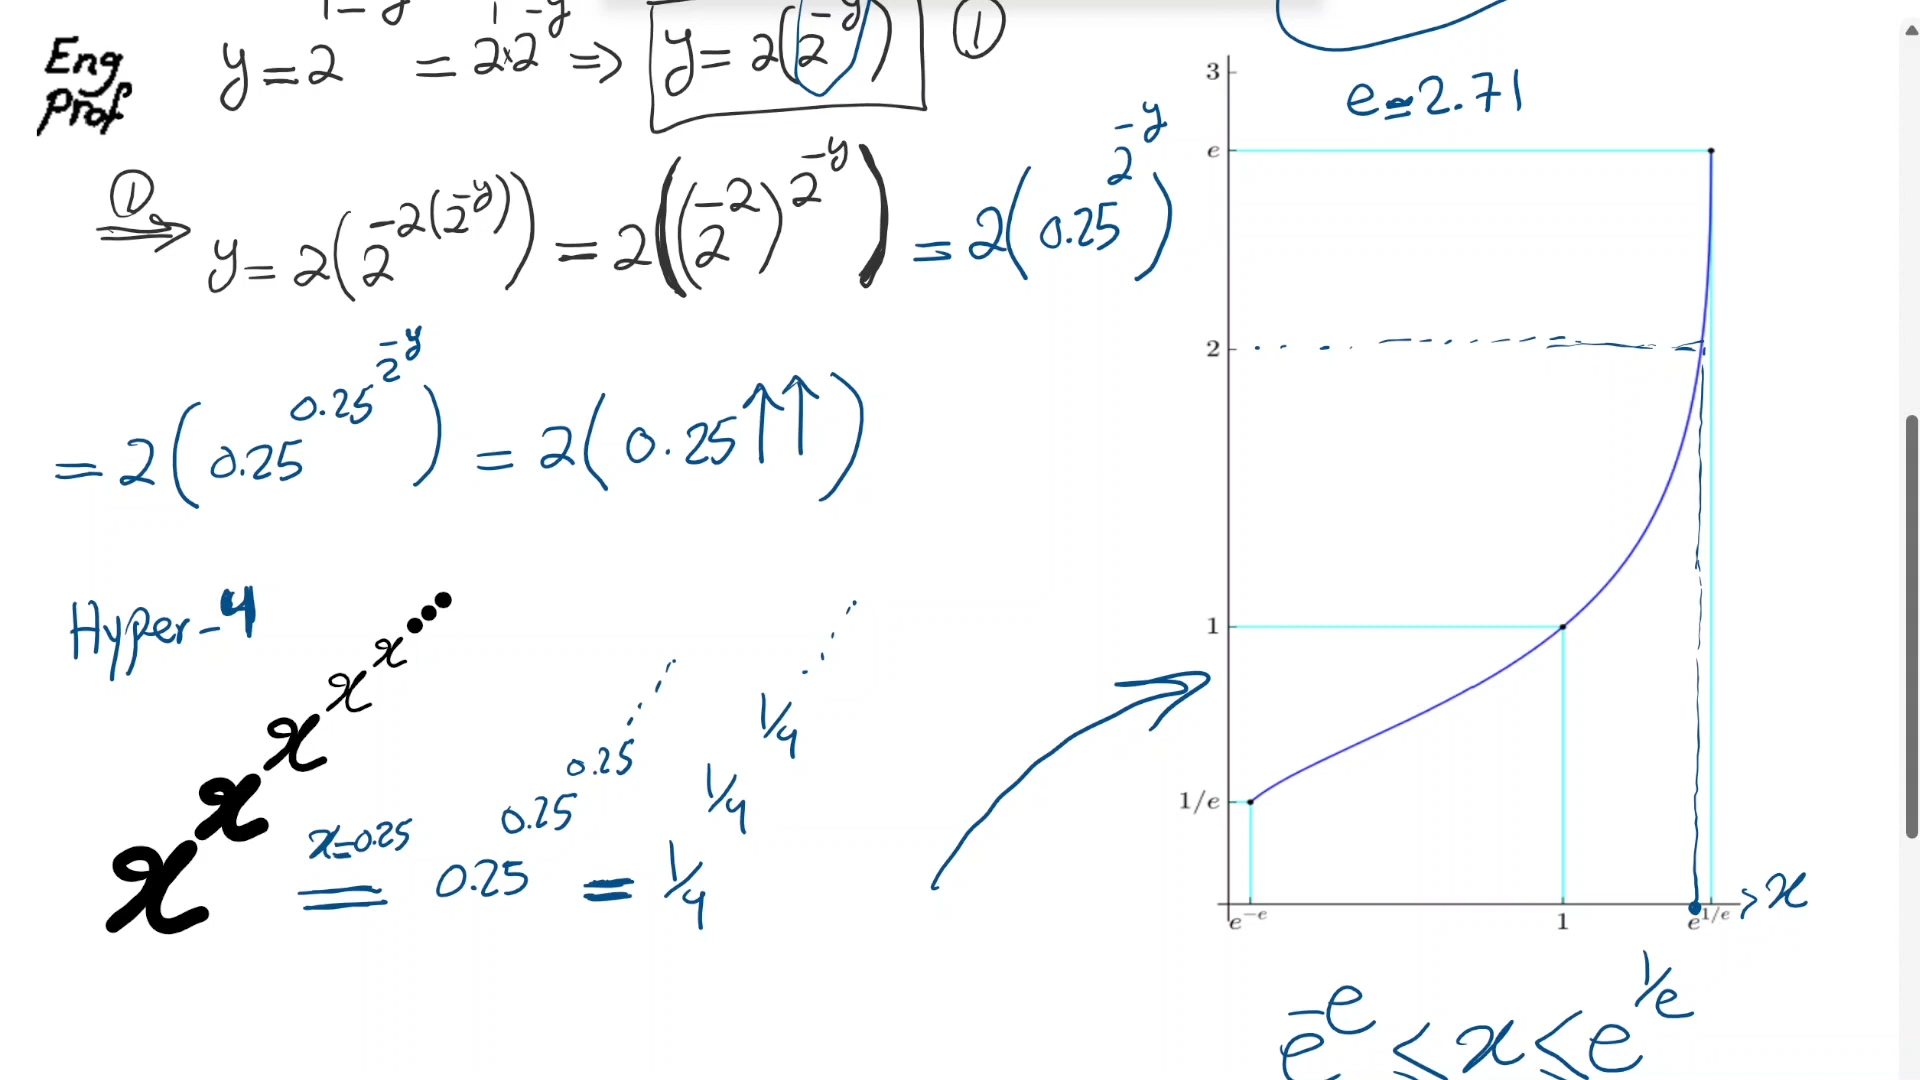 Eng
Prof
y = 2^{1-y} = 2^1 × 2^{-y} ⇒ y = 2(2^{-y}) ①
① ⇒ y = 2(2^{-2(2^{-y})}) = 2((2^{-2})^{2^{-y}}) = 2(0.25^{2^{-y}})
= 2(0.25^{0.25^{2^{-y}}}) = 2(0.25↑↑)
Hyper-4
x^{x^{x^{x^{x^{...}}}}} =^{x=0.25} 0.25^{0.25^{0.25^{...}}} = 1/4^{1/4^{1/4^{...}}}
e ≃ 2.71
3
e
2
1
1/e
e^{-e} 1 e^{1/e} > x
e^{-e} ≤ x ≤ e^{1/e}